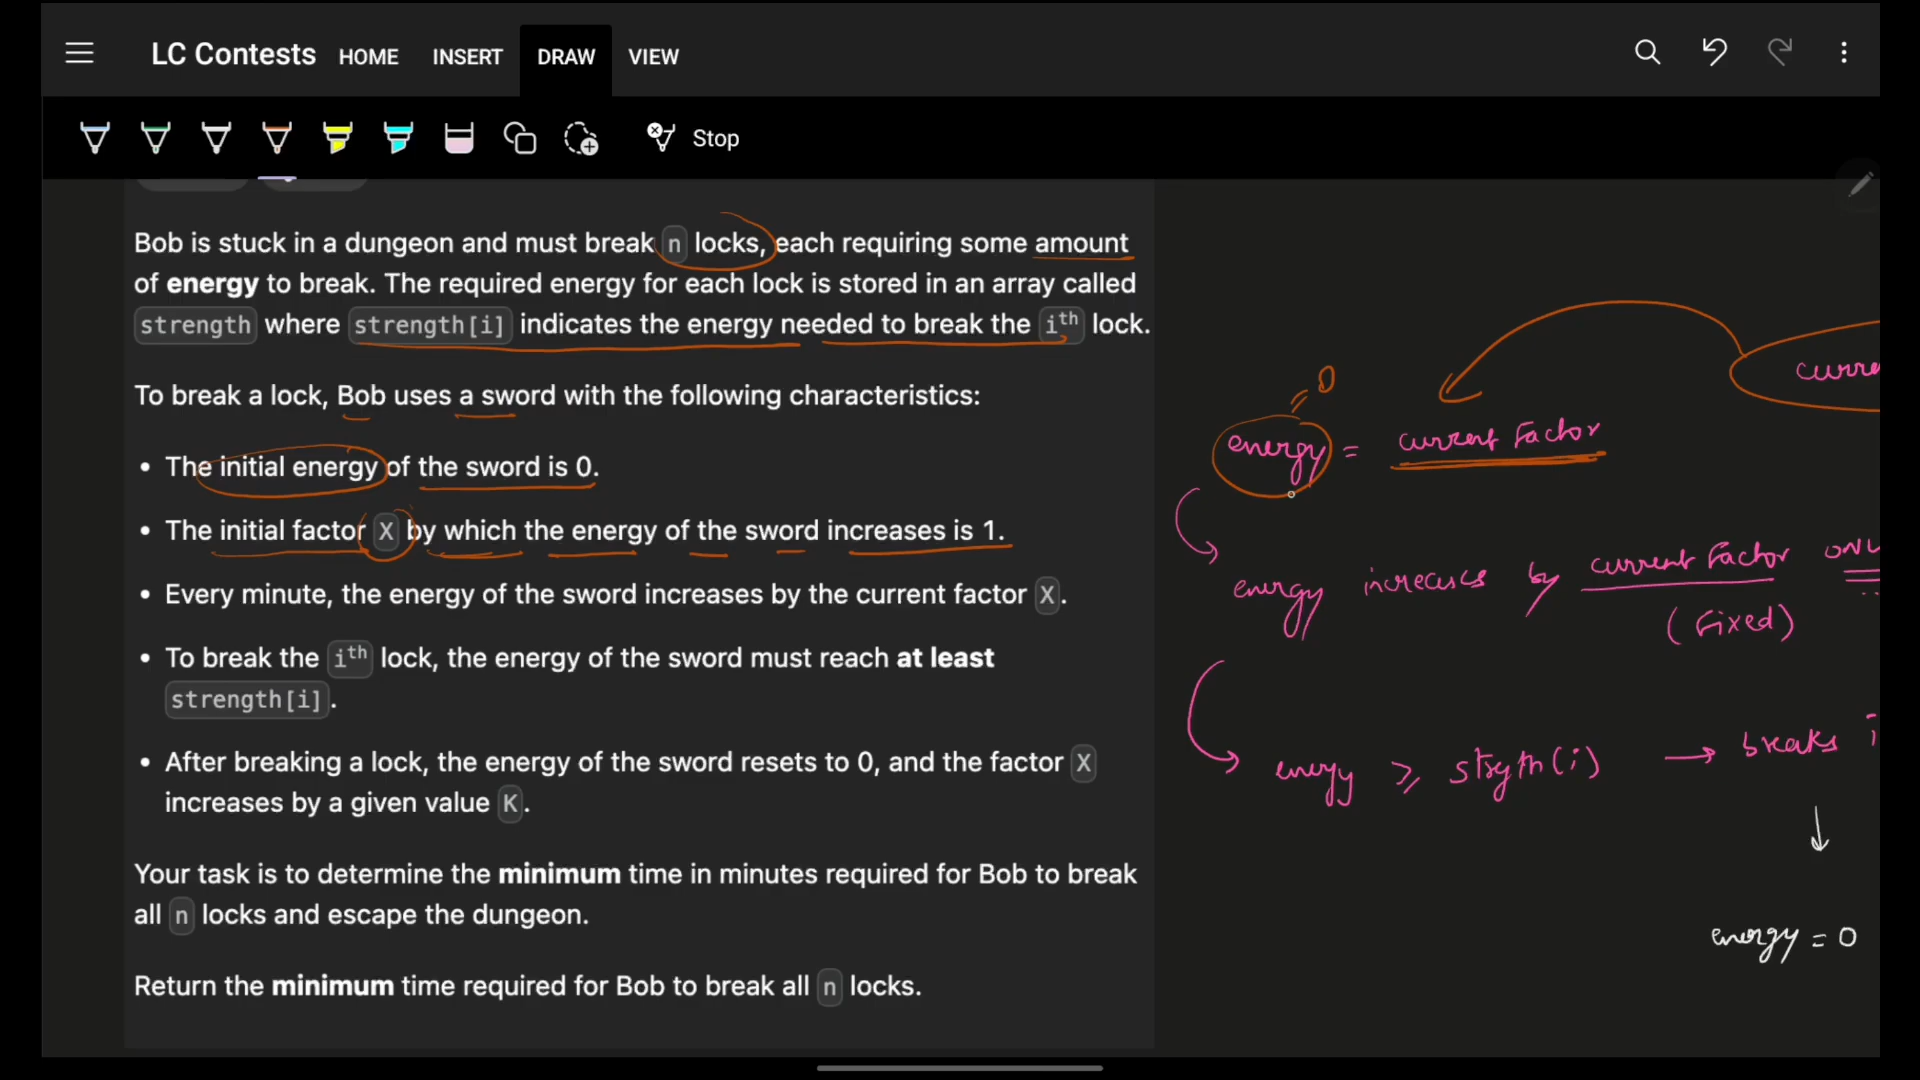 LC Contests HOME INSERT DRAW VIEW
Stop
Bob is stuck in a dungeon and must break n locks, each requiring some amount
of energy to break. The required energy for each lock is stored in an array called
strength where strength[i] indicates the energy needed to break the ith lock.
To break a lock, Bob uses a sword with the following characteristics:
• The initial energy of the sword is 0.
• The initial factor X by which the energy of the sword increases is 1.
• Every minute, the energy of the sword increases by the current factor X.
• To break the ith lock, the energy of the sword must reach at least
strength[i].
• After breaking a lock, the energy of the sword resets to 0, and the factor X
increases by a given value K.
Your task is to determine the minimum time in minutes required for Bob to break
all n locks and escape the dungeon.
Return the minimum time required for Bob to break all n locks.
= 0
energy = current factor
energy increases by current factor
(fixed)
energy ≥ → breaks
energy = 0